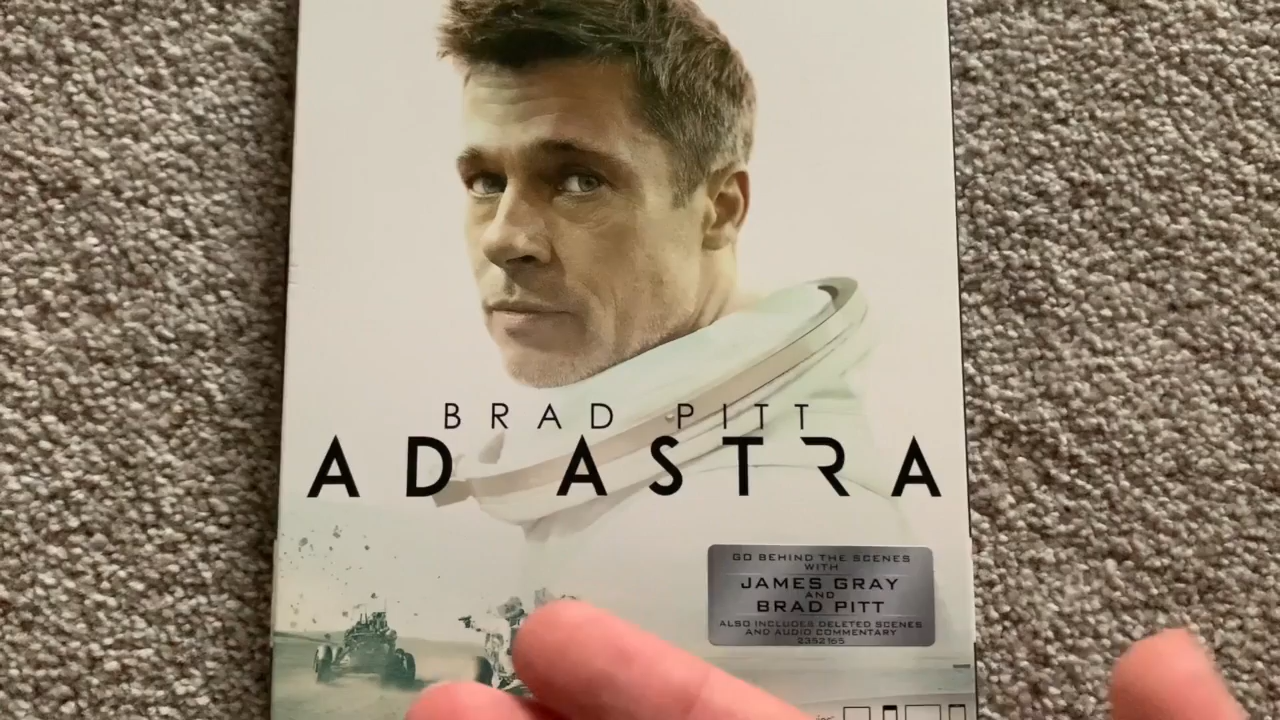 BRAD PITT
AD ASTRA
GO BEHIND THE SCENES
WITH
JAMES GRAY
AND
BRAD PITT
ALSO INCLUDES DELETED SCENES
AND AUDIO COMMENTARY
2352165